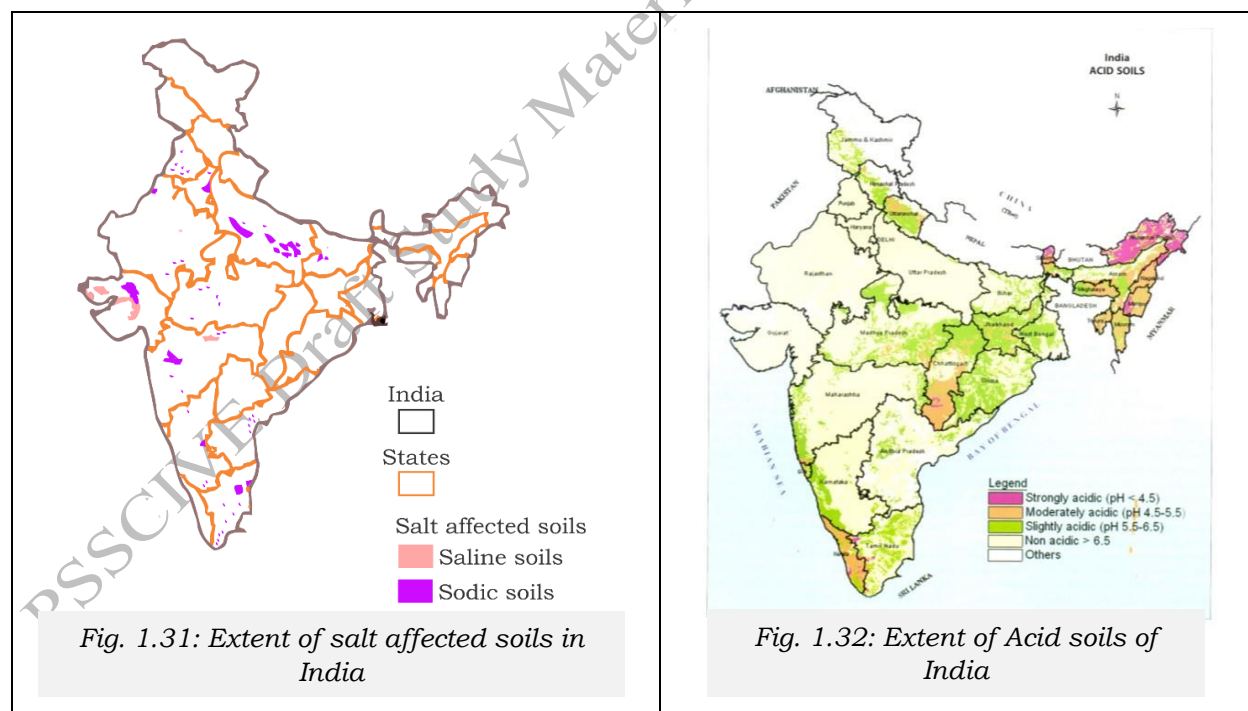 PSSCIVE Draft Study Mater
India
States
Salt affected soils
Saline soils
Sodic soils
Fig. 1.31: Extent of salt affected soils in
India
India
ACID SOILS
N
AFGHANISTAN
Jammu & Kashmir
Himachal Pradesh
PAKISTAN
Punjab
Uttaranchal
CHINA
(Tibet)
Haryana
DELHI
NEPAL
BHUTAN
Assam
Nagaland
Rajasthan
Uttar Pradesh
Bihar
Meghalaya
BANGLADESH
Mizoram
MYANMAR
Gujarat
Madhya Pradesh
Jharkhand
West Bengal
Chhattisgarh
Orissa
Maharashtra
ARABIAN SEA
BAY OF BENGAL
Andhra Pradesh
Karnataka
Legend
Strongly acidic (pH < 4.5)
Moderately acidic (pH 4.5-5.5)
Slightly acidic (pH 5.5-6.5)
Non acidic > 6.5
Others
Kerala
Tamil Nadu
SRI LANKA
Fig. 1.32: Extent of Acid soils of
India